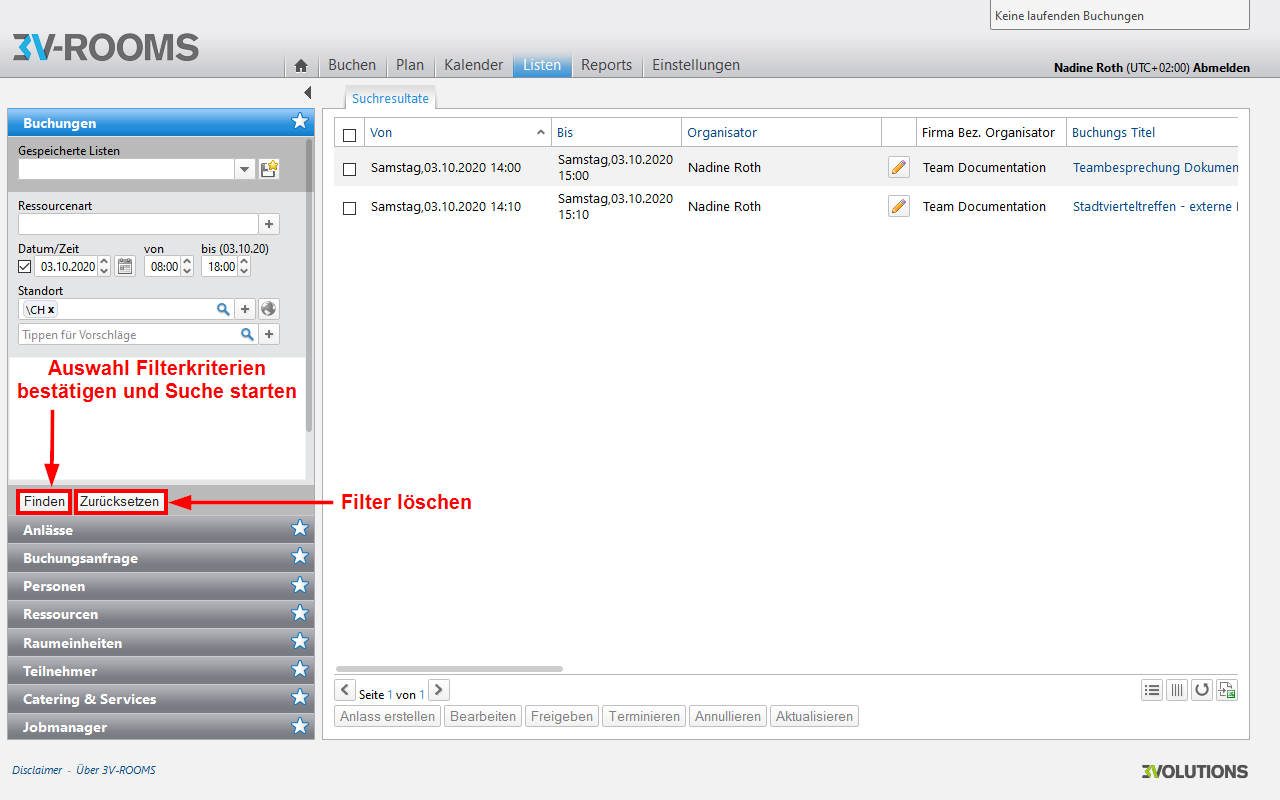 Keine laufenden Buchungen
3V-ROOMS
Buchen Plan Kalender Listen Reports Einstellungen
Nadine Roth (UTC+02:00) Abmelden
Buchungen
Gespeicherte Listen
Ressourcenart
Datum/Zeit von bis (03.10.20)
03.10.2020 08:00 18:00
Standort
\CH x
Tippen für Vorschläge
Auswahl Filterkriterien
bestätigen und Suche starten
Finden Zurücksetzen
Filter löschen
Anlässe
Buchungsanfrage
Personen
Ressourcen
Raumeinheiten
Teilnehmer
Catering & Services
Jobmanager
Suchresultate
Von Bis Organisator Firma Bez. Organisator Buchungs Titel
Samstag,03.10.2020 14:00 Samstag,03.10.2020 Nadine Roth Team Documentation Teambesprechung Dokumen
15:00
Samstag,03.10.2020 14:10 Samstag,03.10.2020 Nadine Roth Team Documentation Stadtvierteltreffen - externe
15:10
Seite 1 von 1
Anlass erstellen Bearbeiten Freigeben Terminieren Annullieren Aktualisieren
Disclaimer - Über 3V-ROOMS
3VOLUTIONS